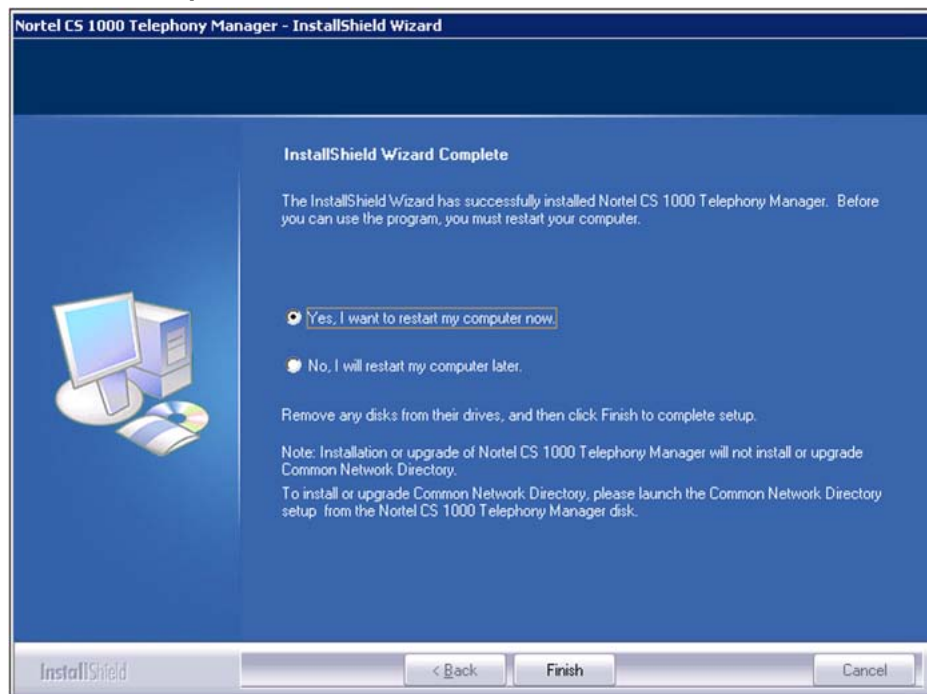 Nortel CS 1000 Telephony Manager - InstallShield Wizard
InstallShield Wizard Complete
The InstallShield Wizard has successfully installed Nortel CS 1000 Telephony Manager. Before
you can use the program, you must restart your computer.
Yes, I want to restart my computer now.
No, I will restart my computer later.
Remove any disks from their drives, and then click Finish to complete setup.
Note: Installation or upgrade of Nortel CS 1000 Telephony Manager will not install or upgrade
Common Network Directory.
To install or upgrade Common Network Directory, please launch the Common Network Directory
setup from the Nortel CS 1000 Telephony Manager disk.
InstallShield
< Back Finish Cancel